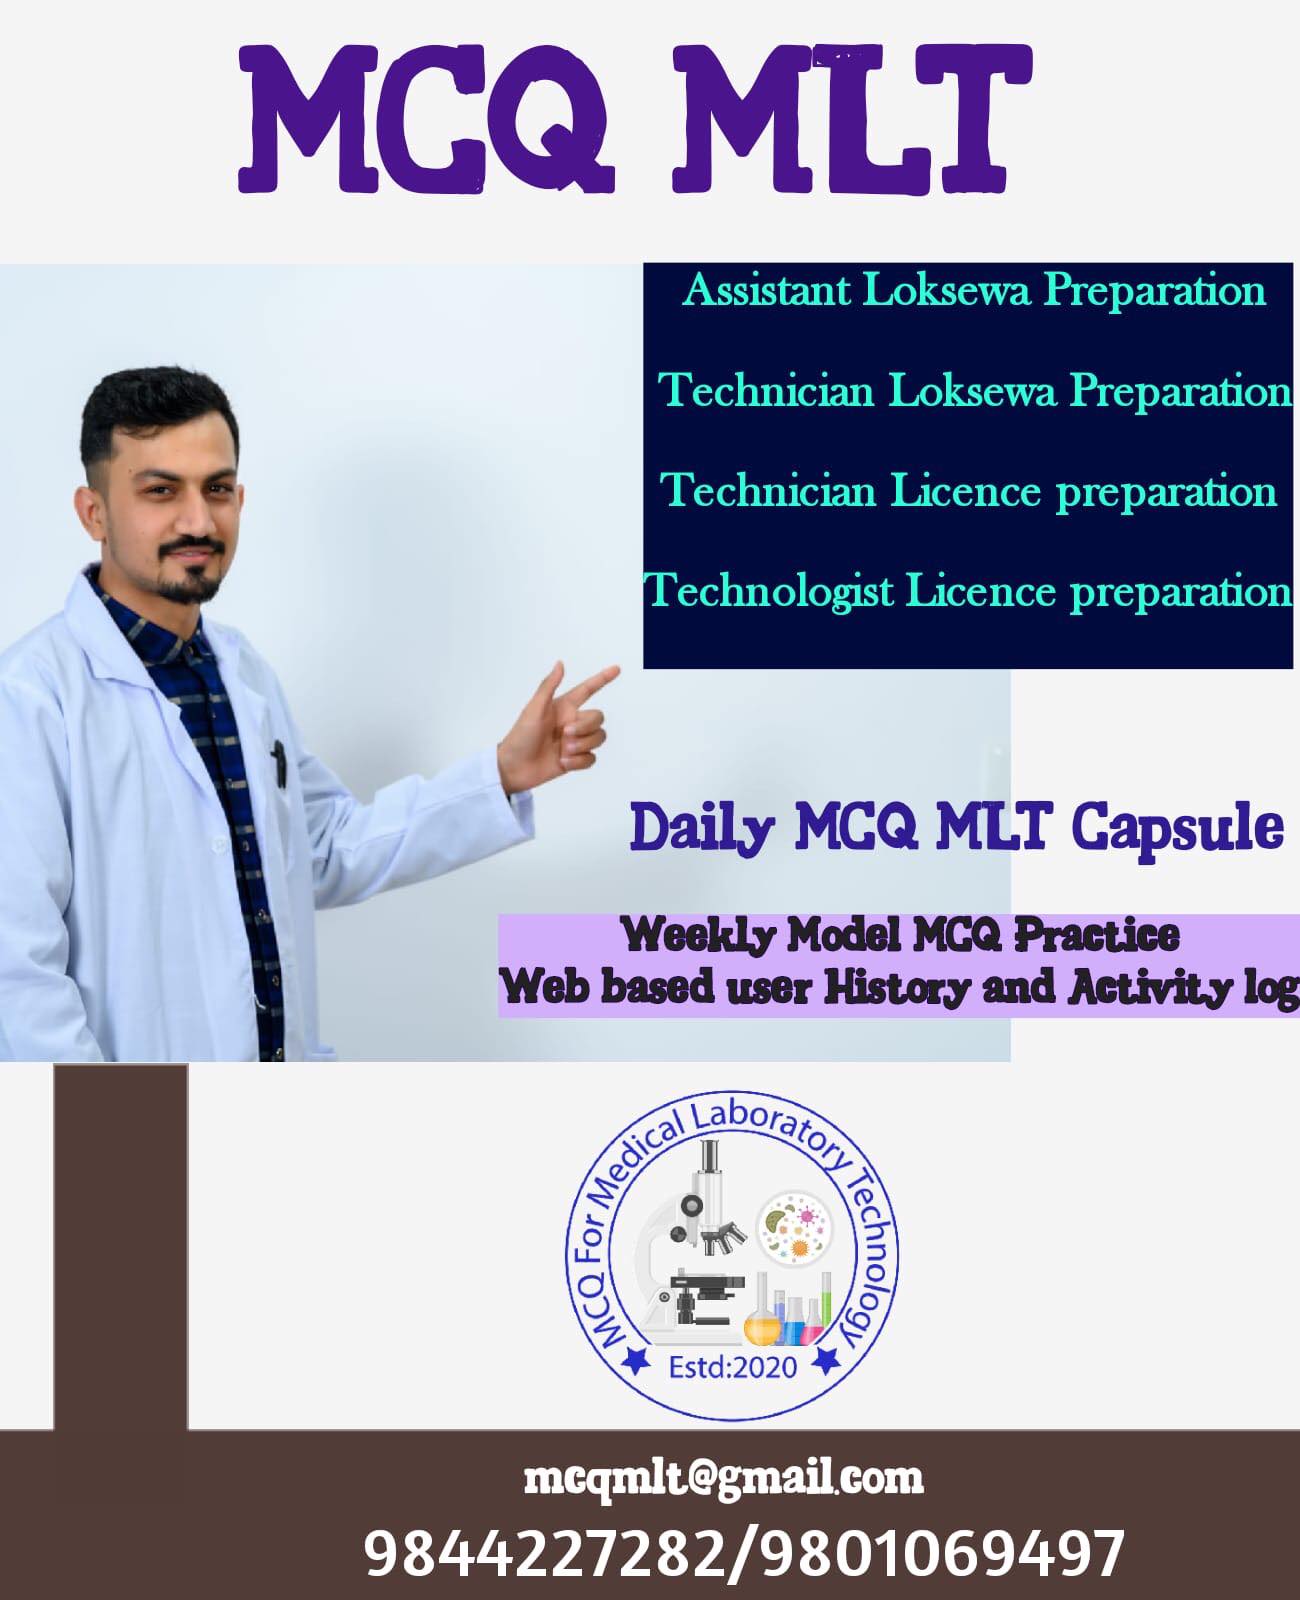 MCQ MLT
Assistant Loksewa Preparation
Technician Loksewa Preparation
Technician Licence preparation
Technologist Licence preparation
Daily MCQ MLT Capsule
Weekly Model MCQ Practice
Web based user History and Activity log
MCQ For Medical Laboratory Technology
Estd:2020
mcqmlt@gmail.com
9844227282/9801069497